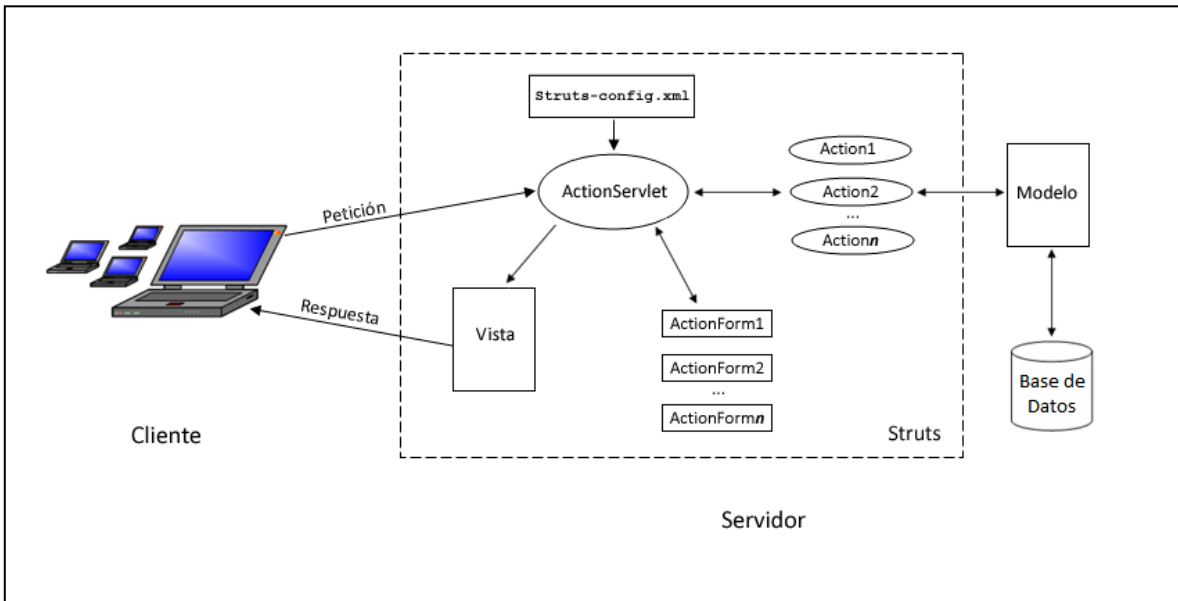 Struts-config.xml
ActionServlet
Action1
Action2
...
Actionn
Modelo
Petición
Respuesta
Vista
ActionForm1
ActionForm2
...
ActionFormn
Base de
Datos
Cliente
Struts
Servidor